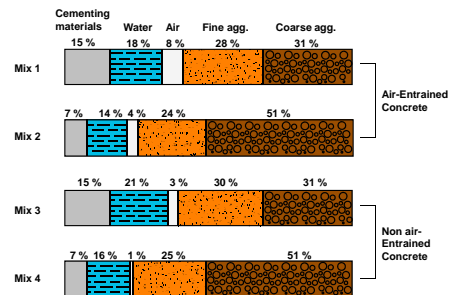 Cementing
materials Water Air Fine agg. Coarse agg.
15 % 18 % 8 % 28 % 31 %
Mix 1
Air-Entrained
Concrete
7 % 14 % 4 % 24 % 51 %
Mix 2
15 % 21 % 3 % 30 % 31 %
Mix 3
Non air-
Entrained
Concrete
7 % 16 % 1 % 25 % 51 %
Mix 4